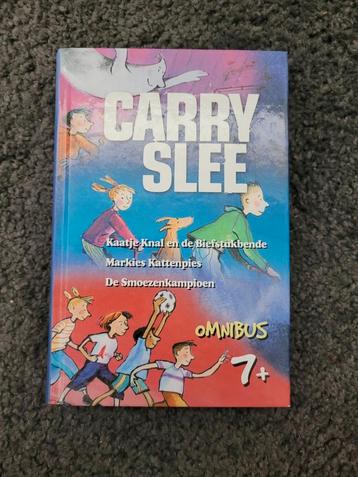 CARRY
SLEE
Kaatje Knal en de Biefstukbende
Markies Kattenpies
De Smoezenkampioen
OMNIBUS
7+